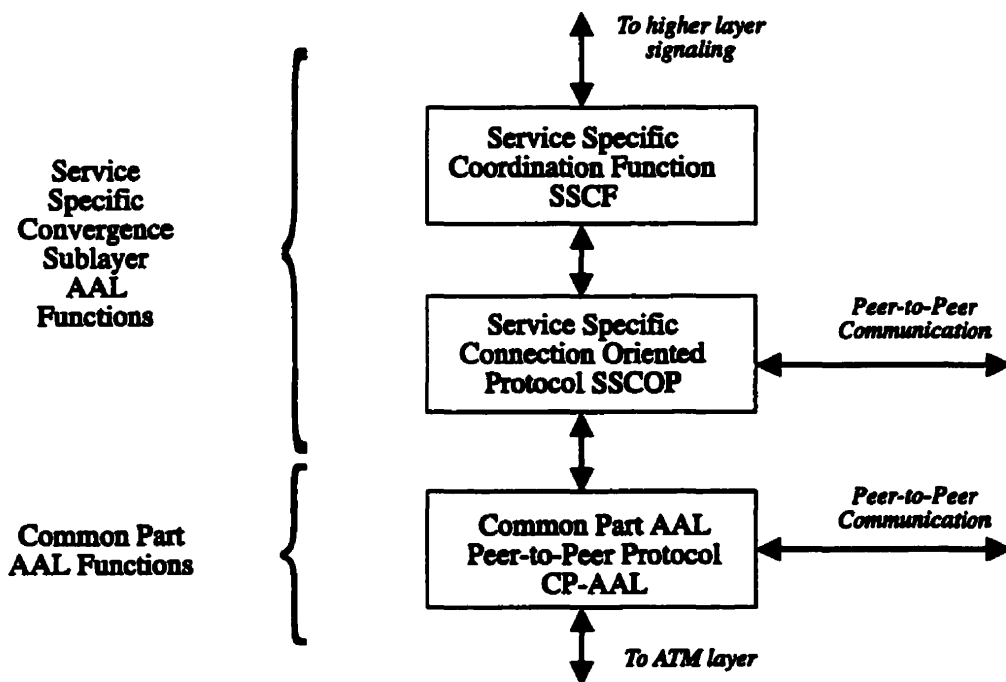 To higher layer
signaling
Service Specific
Coordination Function
SSCF
Service
Specific
Convergence
Sublayer
AAL
Functions
Service Specific
Connection Oriented
Protocol SSCOP
Peer-to-Peer
Communication
Common Part
AAL Functions
Common Part AAL
Peer-to-Peer Protocol
CP-AAL
Peer-to-Peer
Communication
To ATM layer